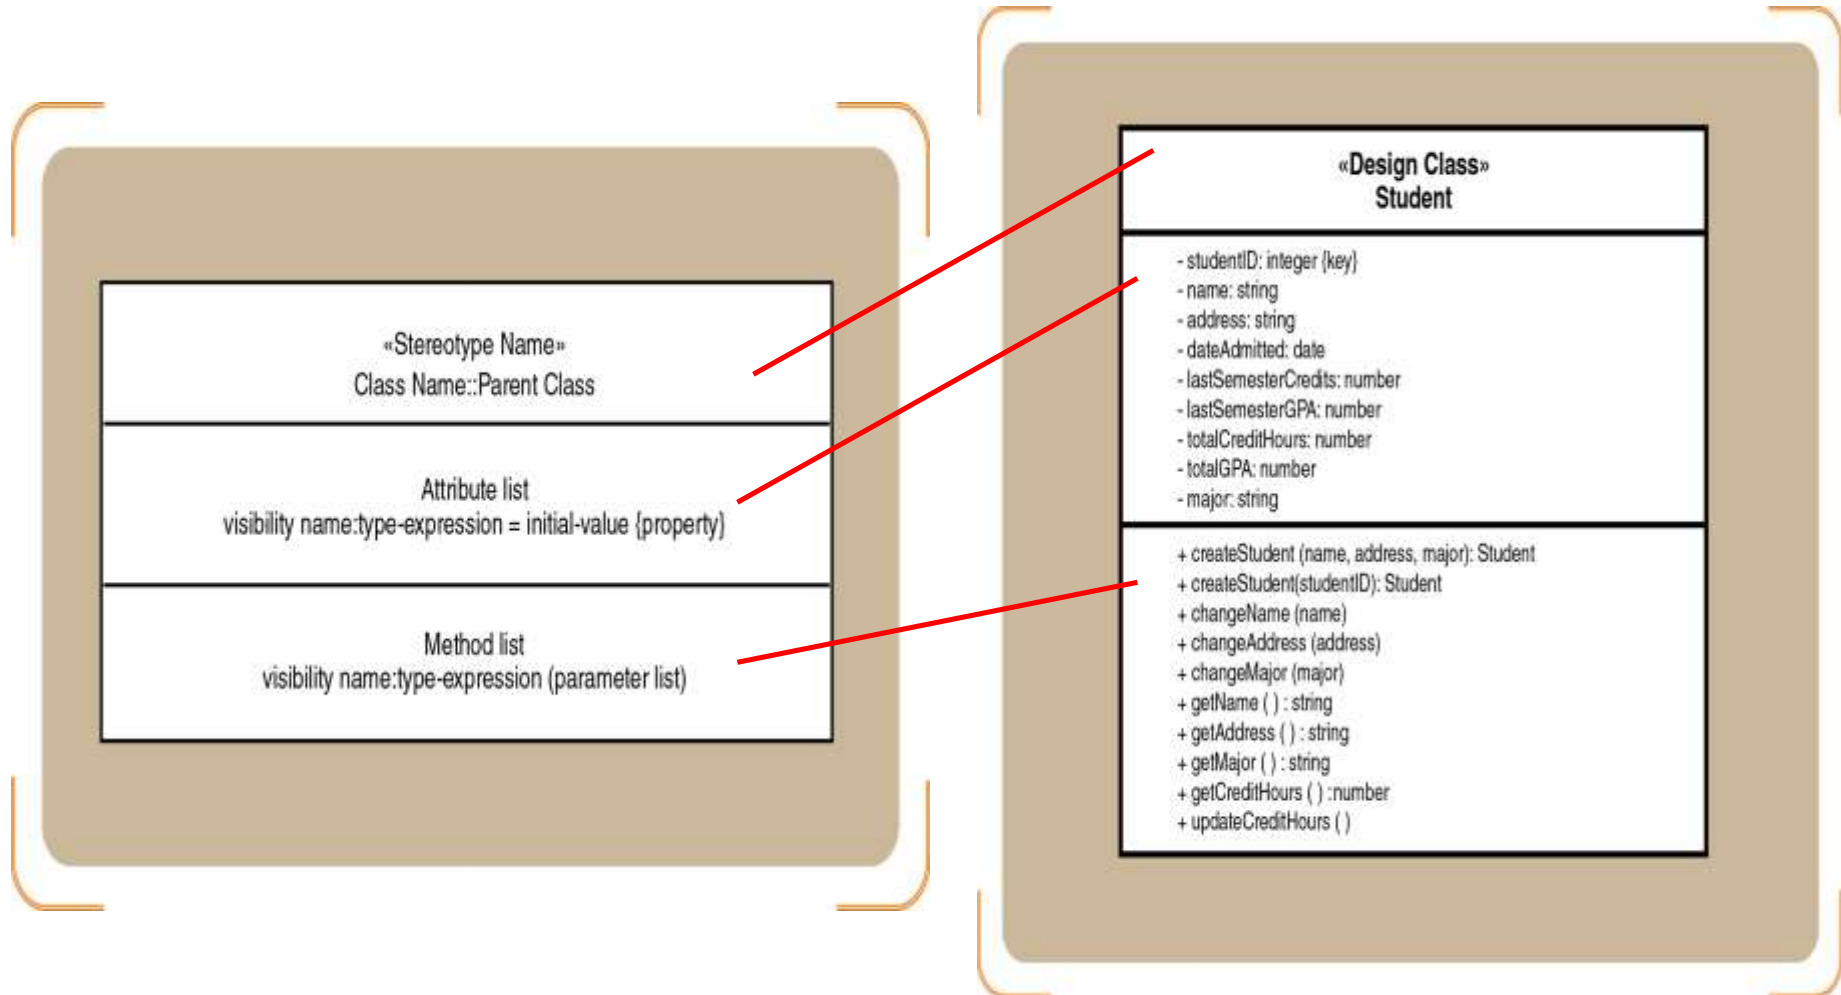 «Stereotype Name»
Class Name::Parent Class
Attribute list
visibility name:type-expression = initial-value {property}
Method list
visibility name:type-expression (parameter list)
«Design Class»
Student
- studentID: integer {key}
- name: string
- address: string
- dateAdmitted: date
- lastSemesterCredits: number
- lastSemesterGPA: number
- totalCreditHours: number
- totalGPA: number
- major: string
+ createStudent (name, address, major): Student
+ createStudent(studentID): Student
+ changeName (name)
+ changeAddress (address)
+ changeMajor (major)
+ getName ( ) : string
+ getAddress ( ) : string
+ getMajor ( ) : string
+ getCreditHours ( ) :number
+ updateCreditHours ( )